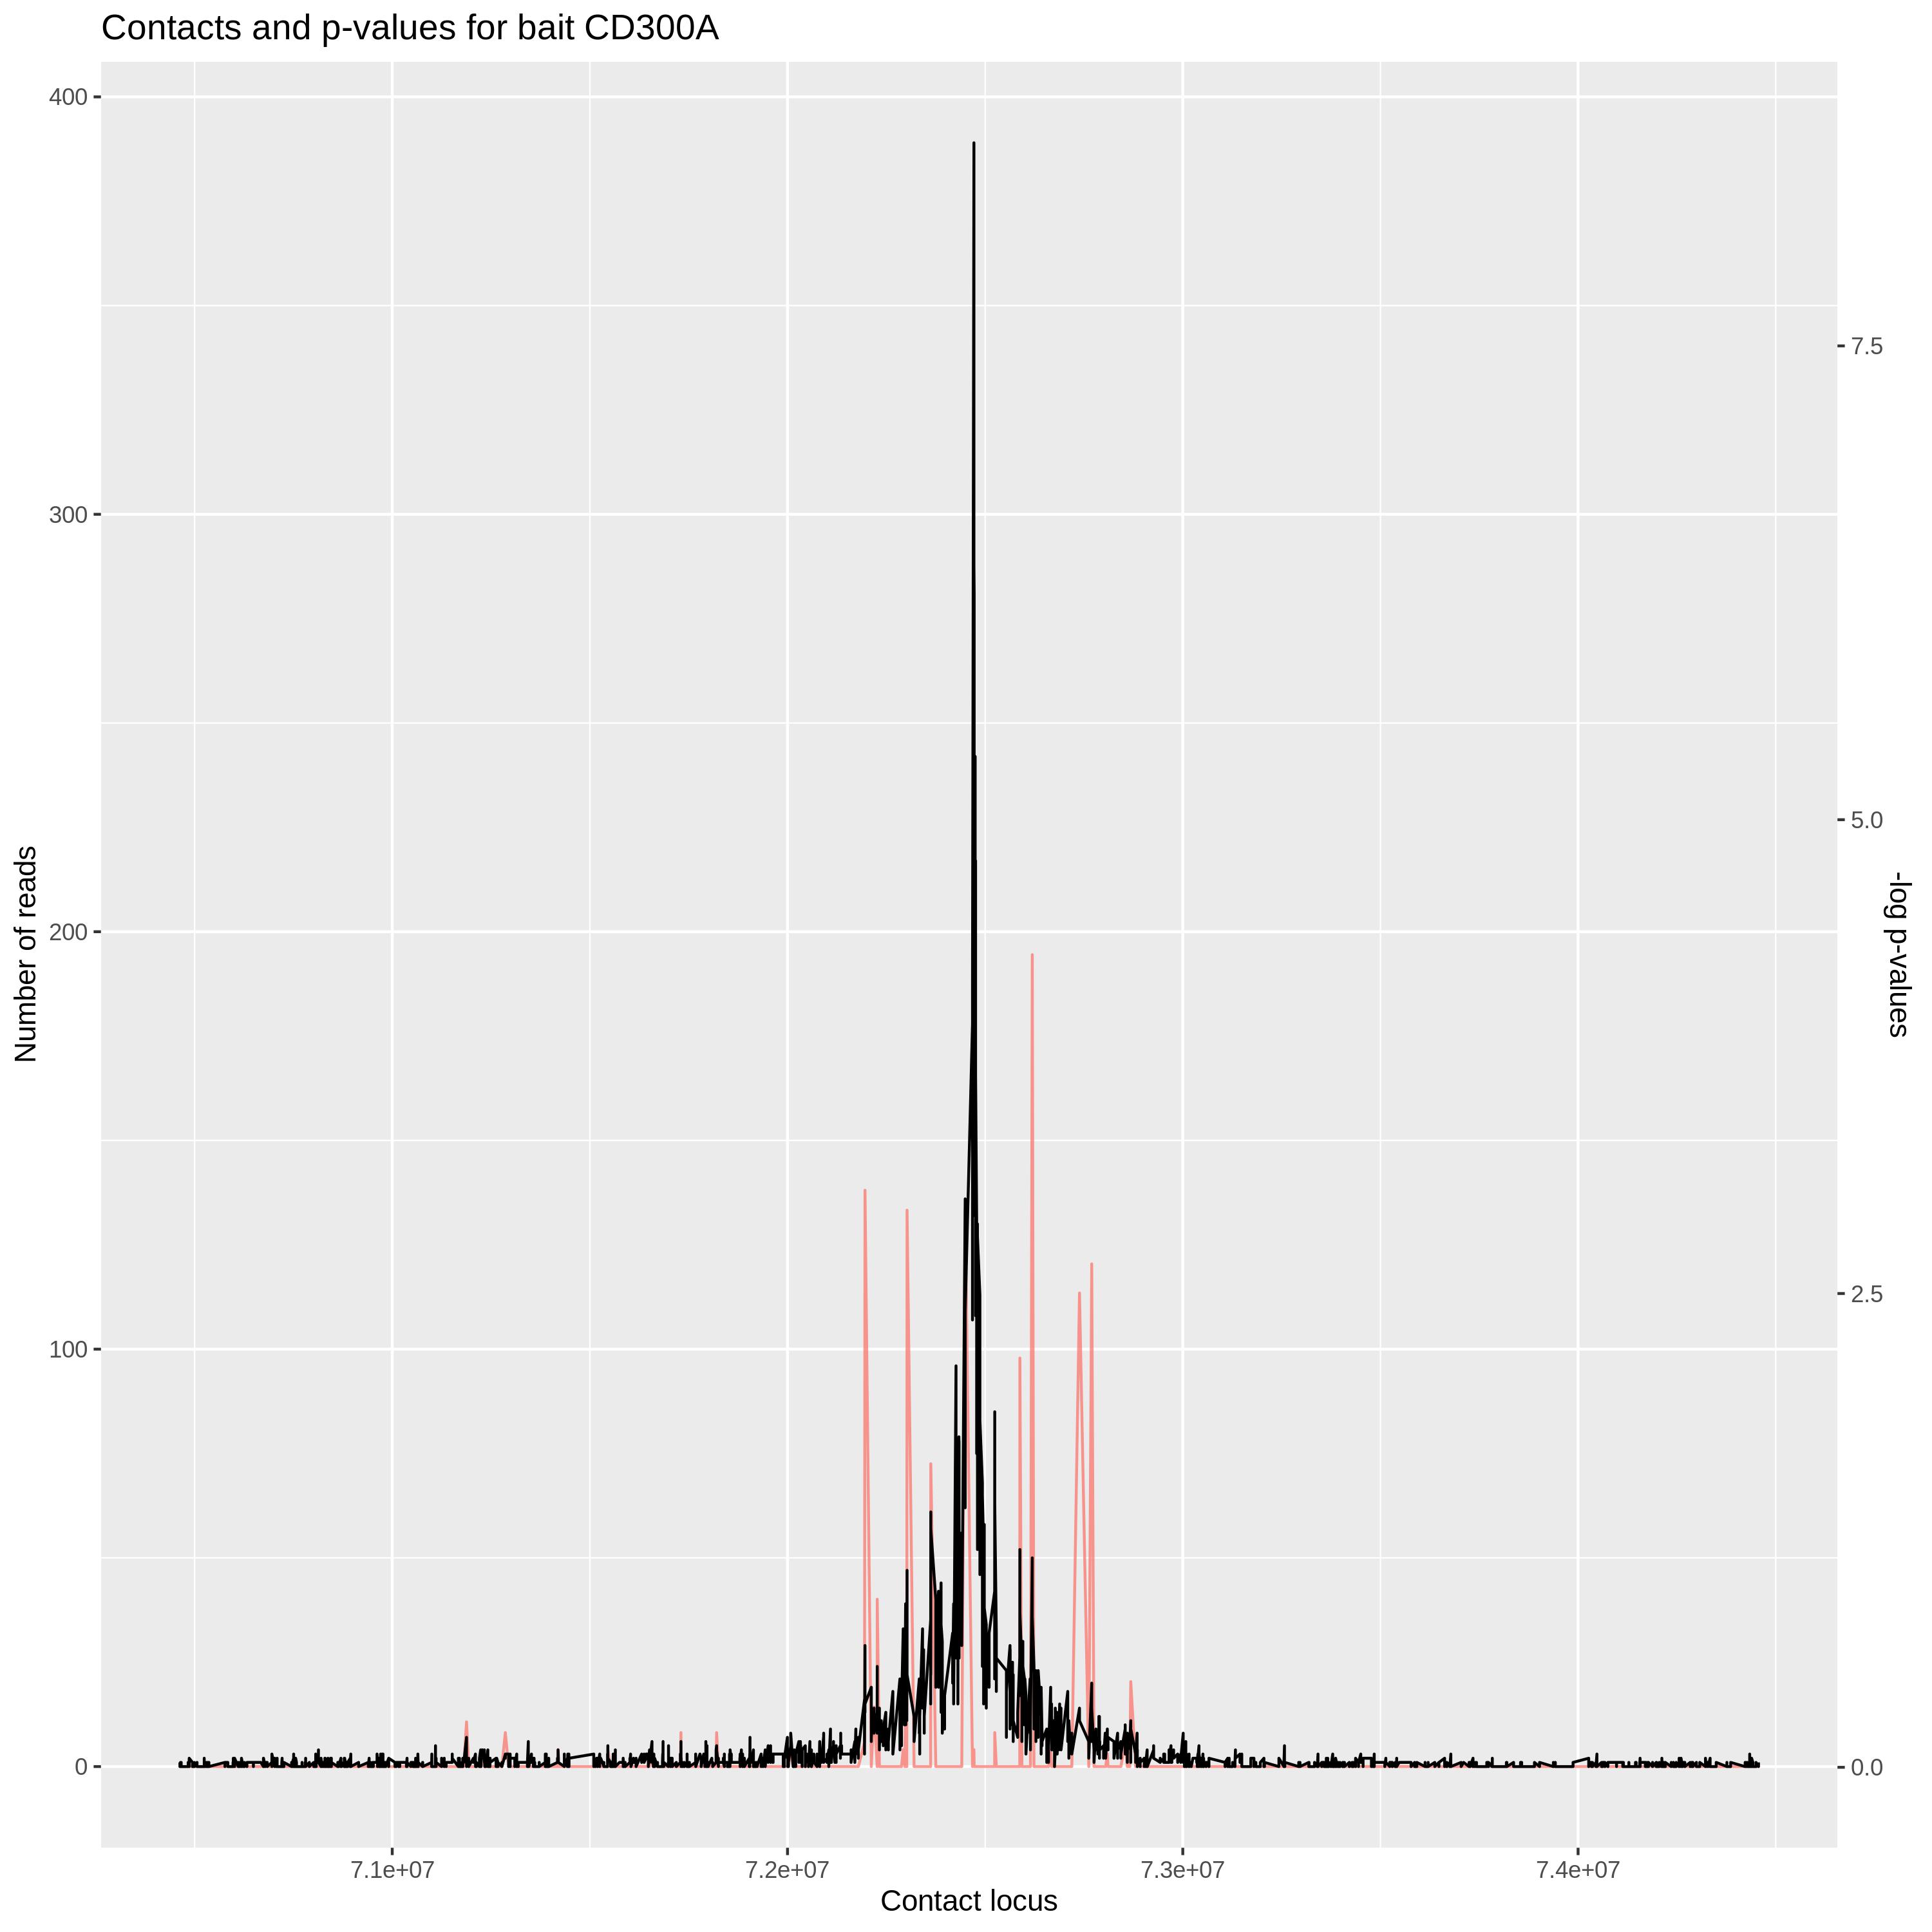 Contacts and p-values for bait CD300A
400
300
200
100
0
Number of reads
7.5
5.0
2.5
0.0
-log p-values
7.1e+07
7.2e+07
7.3e+07
7.4e+07
Contact locus